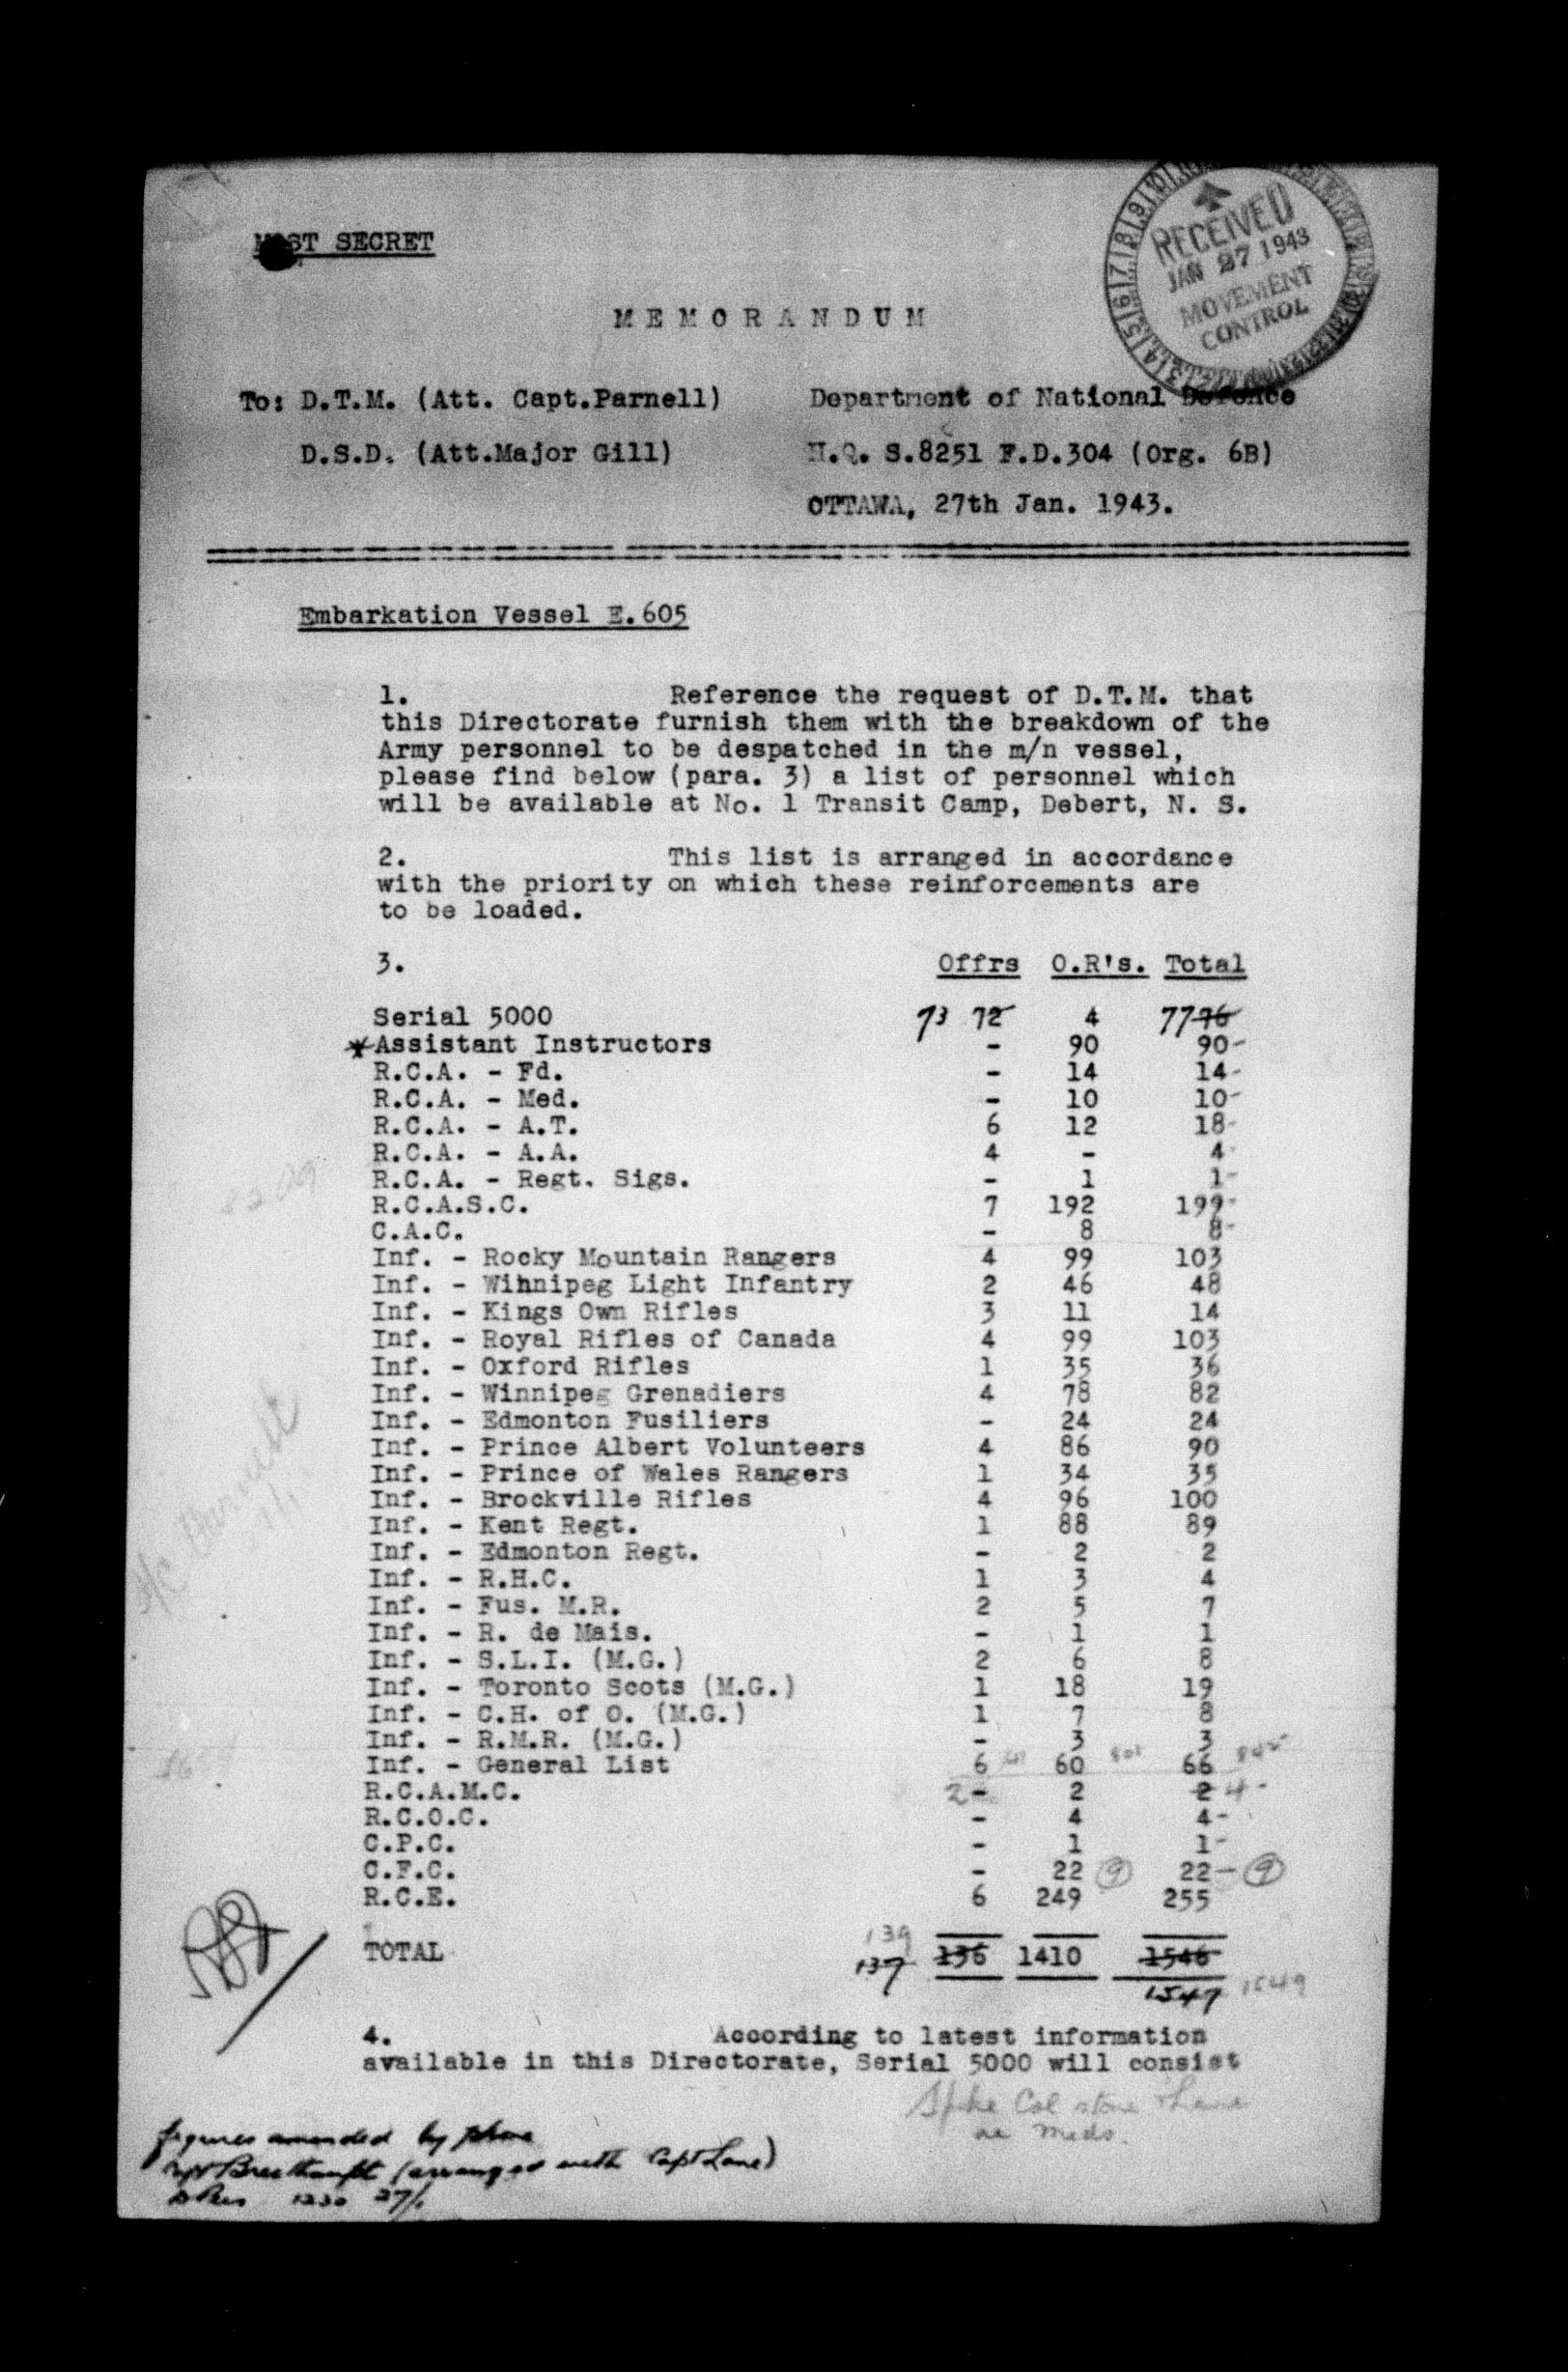 MOST SECRET
RECEIVED
JAN 27 1943
MOVEMENT
CONTROL
MEMORANDUM
To: D.T.M. (Att. Capt.Parnell) Department of National Defence
D.S.D. (Att.Major Gill) H.Q. S.8251 F.D.304 (Org. 6B)
OTTAWA, 27th Jan. 1943.
Embarkation Vessel E.605
1. Reference the request of D.T.M. that
this Directorate furnish them with the breakdown of the
Army personnel to be despatched in the m/n vessel,
please find below (para. 3) a list of personnel which
will be available at No. 1 Transit Camp, Debert, N. S.
2. This list is arranged in accordance
with the priority on which these reinforcements are
to be loaded.
3. Offrs O.R's. Total
Serial 5000 73 72 4 77 76
*Assistant Instructors - 90 90-
R.C.A. - Fd. - 14 14-
R.C.A. - Med. - 10 10-
R.C.A. - A.T. 6 12 18-
R.C.A. - A.A. 4 - 4-
R.C.A. - Regt. Sigs. - 1 1-
R.C.A.S.C. 7 192 199-
C.A.C. - 8 8-
Inf. - Rocky Mountain Rangers 4 99 103
Inf. - Wihnipeg Light Infantry 2 46 48
Inf. - Kings Own Rifles 3 11 14
Inf. - Royal Rifles of Canada 4 99 103
Inf. - Oxford Rifles 1 35 36
Inf. - Winnipeg Grenadiers 4 78 82
Inf. - Edmonton Fusiliers - 24 24
Inf. - Prince Albert Volunteers 4 86 90
Inf. - Prince of Wales Rangers 1 34 35
Inf. - Brockville Rifles 4 96 100
Inf. - Kent Regt. 1 88 89
Inf. - Edmonton Regt. - 2 2
Inf. - R.H.C. 1 3 4
Inf. - Fus. M.R. 2 5 7
Inf. - R. de Mais. - 1 1
Inf. - S.L.I. (M.G.) 2 6 8
Inf. - Toronto Scots (M.G.) 1 18 19
Inf. - C.H. of O. (M.G.) 1 7 8
Inf. - R.M.R. (M.G.) - 3 3
Inf. - General List 6 60 66
R.C.A.M.C. 2 - 2 2 4-
R.C.O.C. - 4 4-
C.P.C. - 1 1-
C.F.C. - 22 9 22- 9
R.C.E. 6 249 255
139
TOTAL 137 136 1410 1546
1547 1549
4. According to latest information
available in this Directorate, Serial 5000 will consist
Spke Col stone
as meds.
figures amended by phone
(arranged with Capt Lane)
1230 27/1